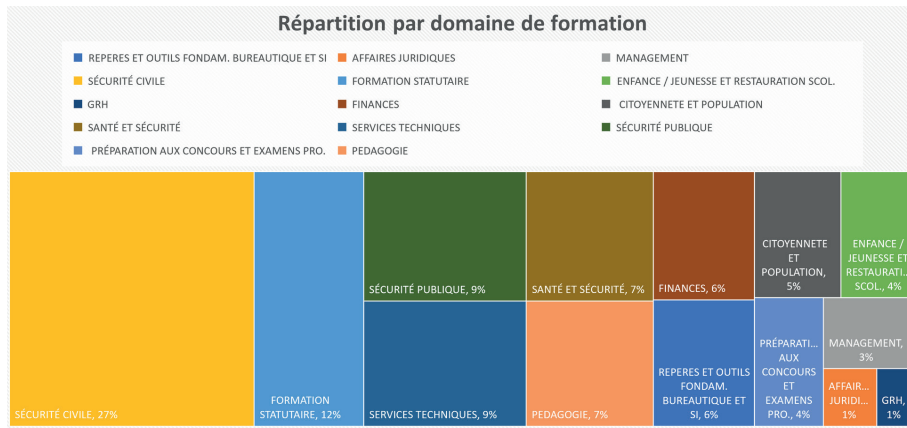 Répartition par domaine de formation
REPERES ET OUTILS FONDAM. BUREAUTIQUE ET SI
AFFAIRES JURIDIQUES
MANAGEMENT
SÉCURITÉ CIVILE
FORMATION STATUTAIRE
ENFANCE / JEUNESSE ET RESTAURATION SCOL.
GRH
FINANCES
CITOYENNETE ET POPULATION
SANTÉ ET SÉCURITÉ
SERVICES TECHNIQUES
SÉCURITÉ PUBLIQUE
PRÉPARATION AUX CONCOURS ET EXAMENS PRO.
PEDAGOGIE
SÉCURITÉ CIVILE, 27%
FORMATION
STATUTAIRE, 12%
SÉCURITÉ PUBLIQUE, 9%
SERVICES TECHNIQUES, 9%
SANTÉ ET SÉCURITÉ, 7%
PEDAGOGIE, 7%
FINANCES, 6%
REPERES ET OUTILS
FONDAM.
BUREAUTIQUE ET
SI, 6%
CITOYENNETE
ET
POPULATION,
5%
ENFANCE /
JEUNESSE ET
RESTAURATI…
SCOL., 4%
PRÉPARATI…
AUX
CONCOURS
ET
EXAMENS
PRO., 4%
MANAGEMENT,
3%
AFFAIR…
JURIDI…
1%
GRH,
1%